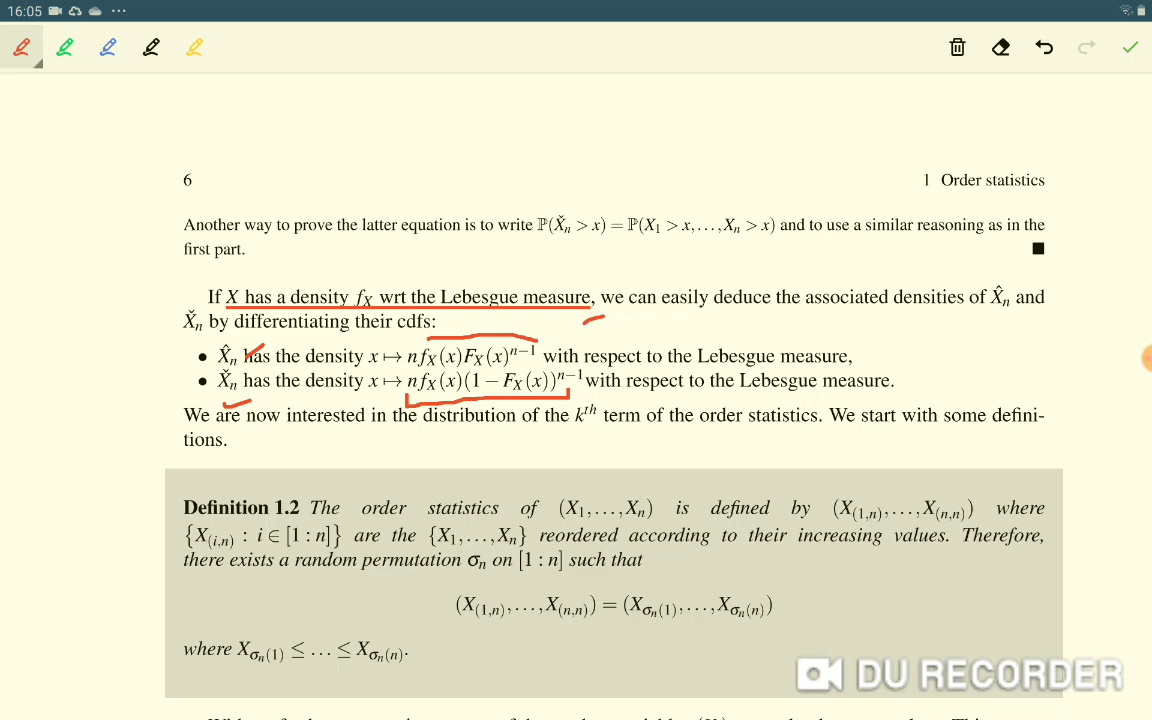 16:05
6 1 Order statistics
Another way to prove the latter equation is to write ℙ(X̌ₙ > x) = ℙ(X₁ > x,…,Xₙ > x) and to use a similar reasoning as in the
first part. ■
If X has a density f_X wrt the Lebesgue measure, we can easily deduce the associated densities of X̂ₙ and
X̌ₙ by differentiating their cdfs:
• X̂ₙ has the density x ↦ n f_X(x)F_X(x)^{n−1} with respect to the Lebesgue measure,
• X̌ₙ has the density x ↦ n f_X(x)(1 − F_X(x))^{n−1} with respect to the Lebesgue measure.
We are now interested in the distribution of the k^{th} term of the order statistics. We start with some defini-
tions.
Definition 1.2 The order statistics of (X₁,…,Xₙ) is defined by (X_{(1,n)},…,X_{(n,n)}) where
{X_{(i,n)} : i ∈ [1 : n]} are the {X₁,…,Xₙ} reordered according to their increasing values. Therefore,
there exists a random permutation σₙ on [1 : n] such that
(X_{(1,n)},…,X_{(n,n)}) = (X_{σₙ(1)},…,X_{σₙ(n)})
where X_{σₙ(1)} ≤ … ≤ X_{σₙ(n)}.
DU RECORDER